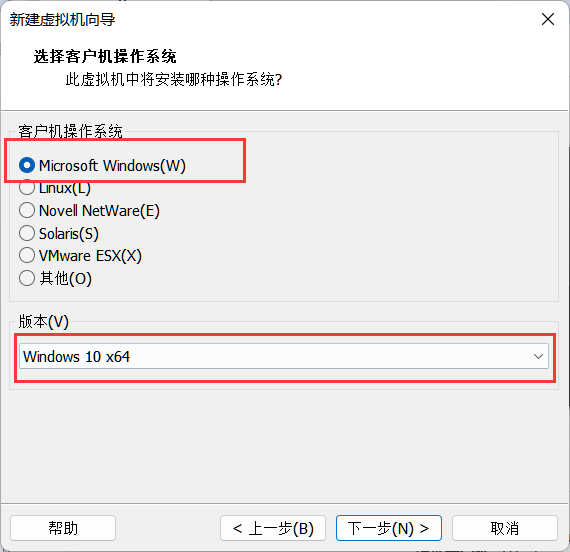 新建虚拟机向导
选择客户机操作系统
此虚拟机中将安装哪种操作系统?
客户机操作系统
Microsoft Windows(W)
Linux(L)
Novell NetWare(E)
Solaris(S)
VMware ESX(X)
其他(O)
版本(V)
Windows 10 x64
帮助
< 上一步(B)
下一步(N) >
取消